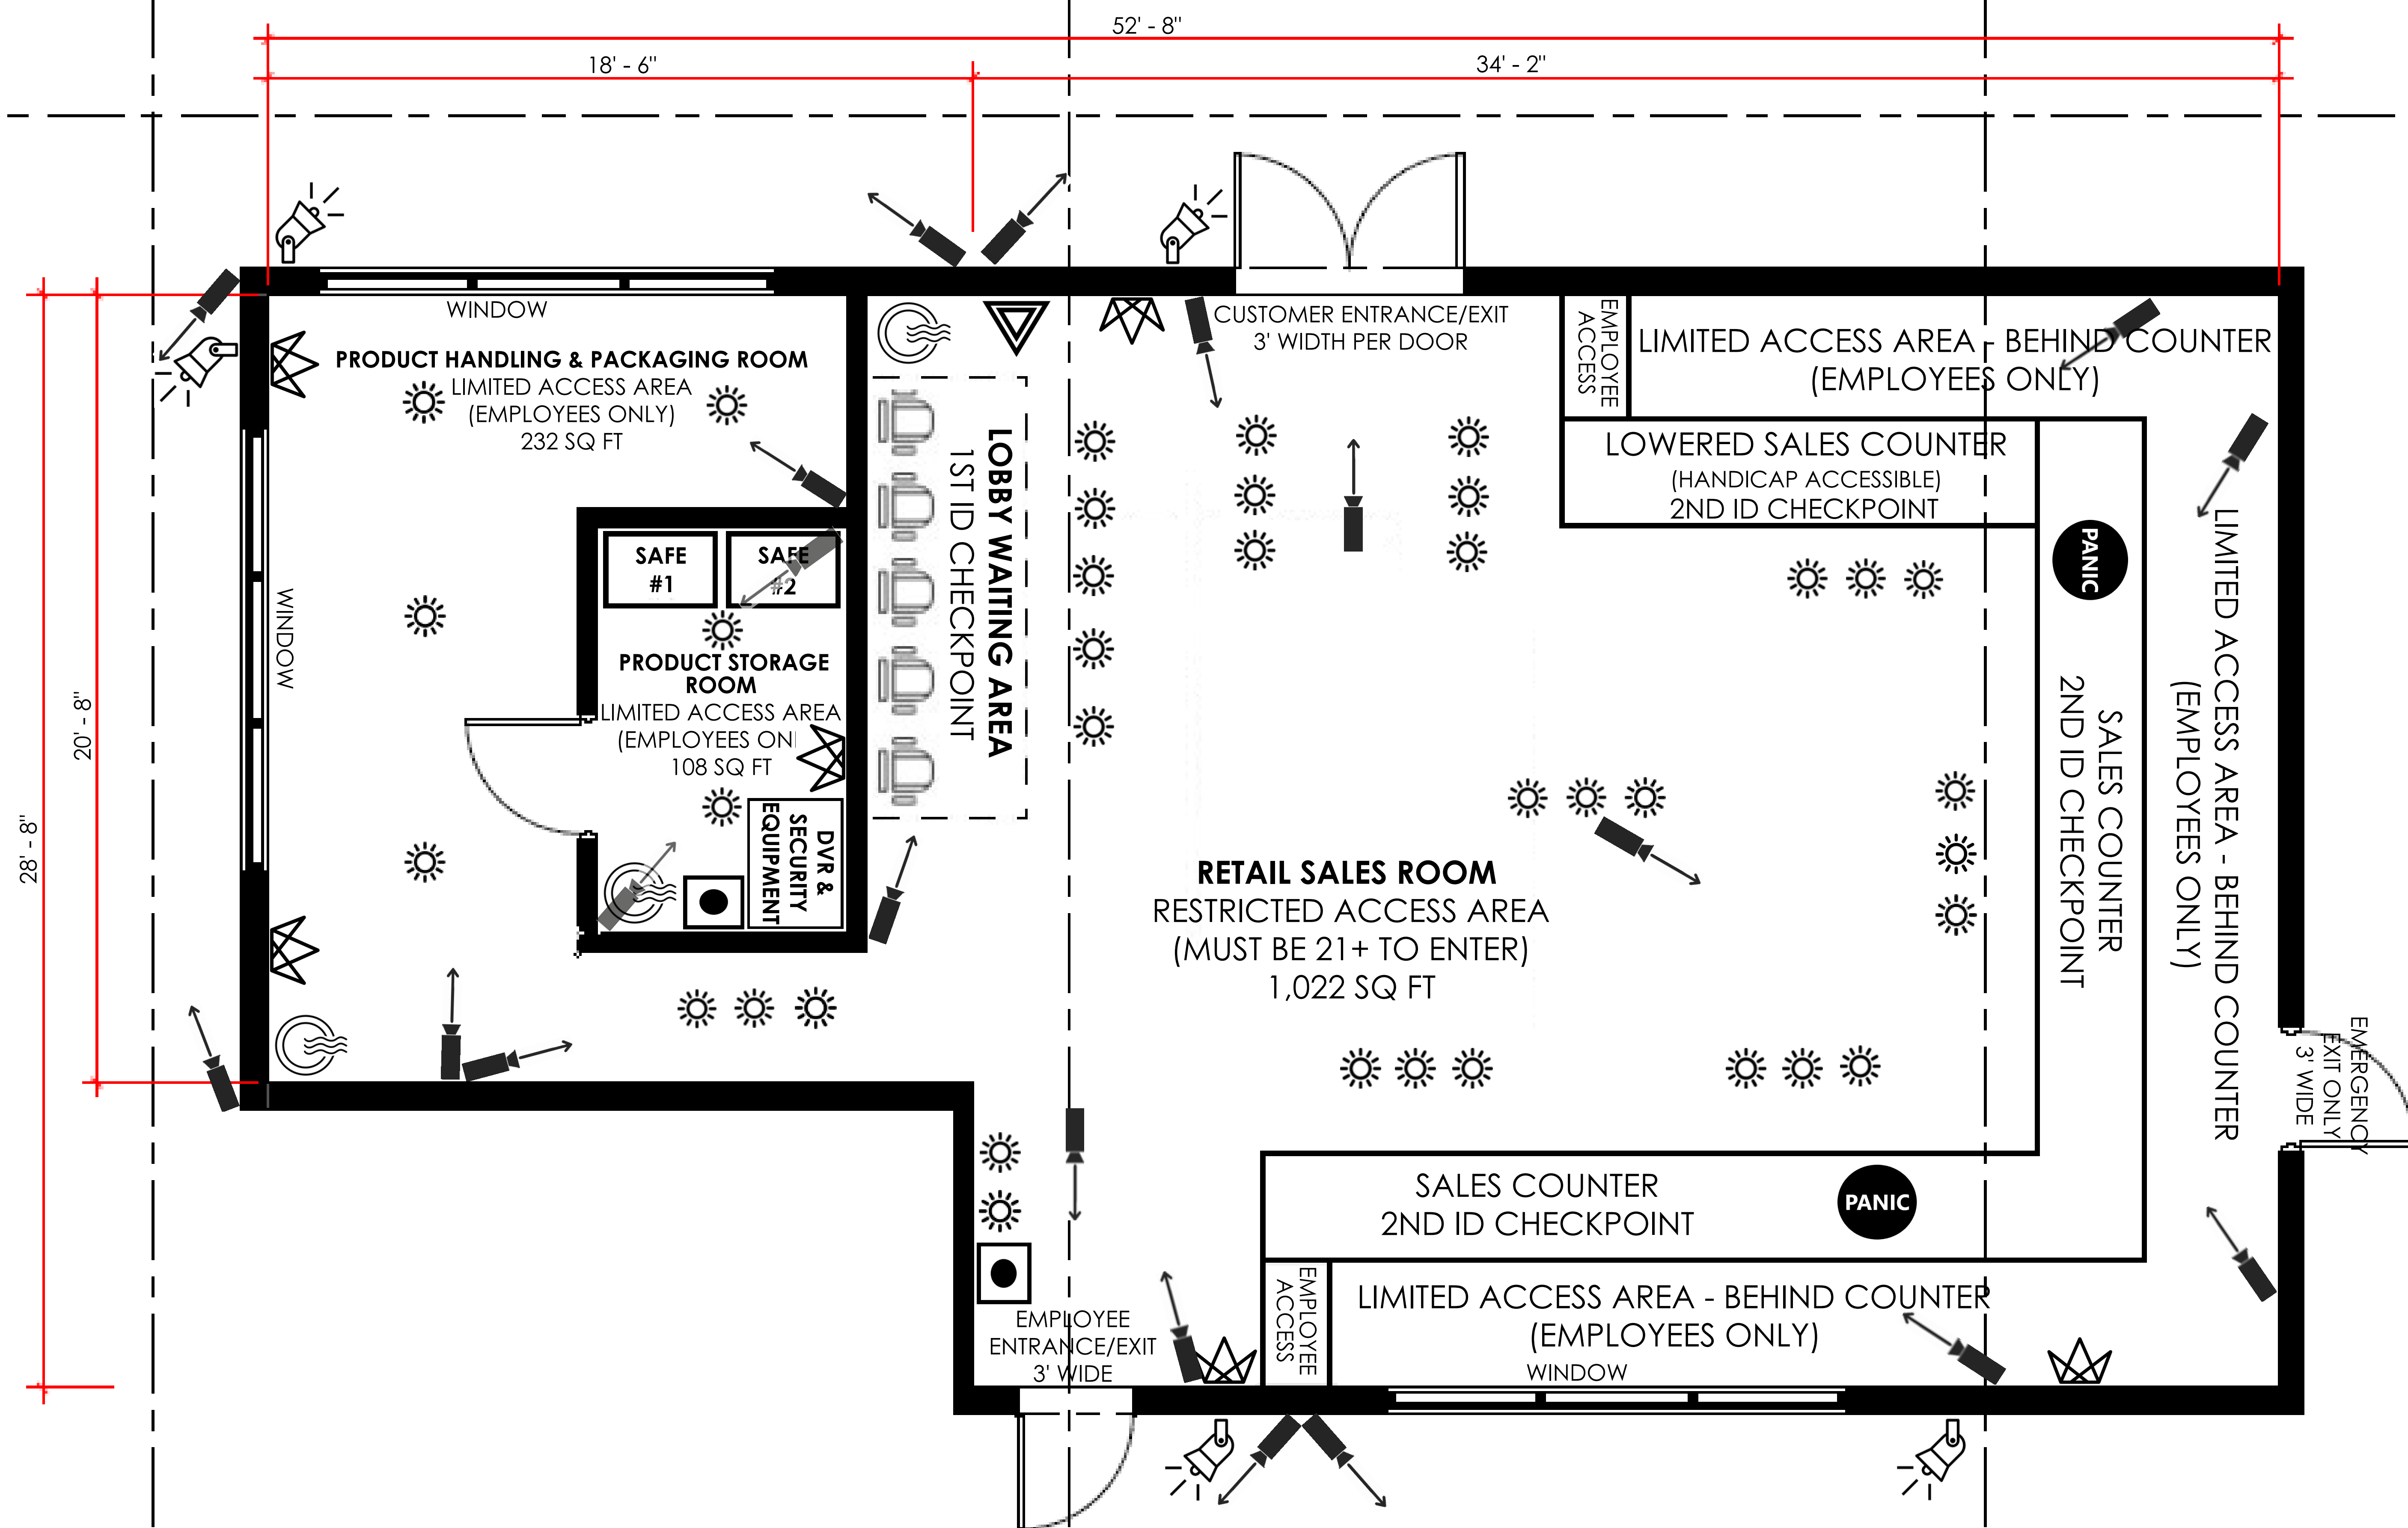 52' - 8"
18' - 6"
34' - 2"
WINDOW
PRODUCT HANDLING & PACKAGING ROOM
LIMITED ACCESS AREA
(EMPLOYEES ONLY)
232 SQ FT
CUSTOMER ENTRANCE/EXIT
3' WIDTH PER DOOR
EMPLOYEE
ACCESS
LIMITED ACCESS AREA - BEHIND COUNTER
(EMPLOYEES ONLY)
LOWERED SALES COUNTER
(HANDICAP ACCESSIBLE)
2ND ID CHECKPOINT
LOBBY WAITING AREA
1ST ID CHECKPOINT
SAFE
#1
SAFE
#2
PANIC
WINDOW
20' - 8"
28' - 8"
PRODUCT STORAGE
ROOM
LIMITED ACCESS AREA
(EMPLOYEES ONL
108 SQ FT
DVR &
SECURITY
EQUIPMENT
SALES COUNTER
2ND ID CHECKPOINT
LIMITED ACCESS AREA - BEHIND COUNTER
(EMPLOYEES ONLY)
RETAIL SALES ROOM
RESTRICTED ACCESS AREA
(MUST BE 21+ TO ENTER)
1,022 SQ FT
EMERGENCY
EXIT ONLY
3' WIDE
SALES COUNTER
2ND ID CHECKPOINT
PANIC
EMPLOYEE
ENTRANCE/EXIT
3' WIDE
EMPLOYEE
ACCESS
LIMITED ACCESS AREA - BEHIND COUNTER
(EMPLOYEES ONLY)
WINDOW